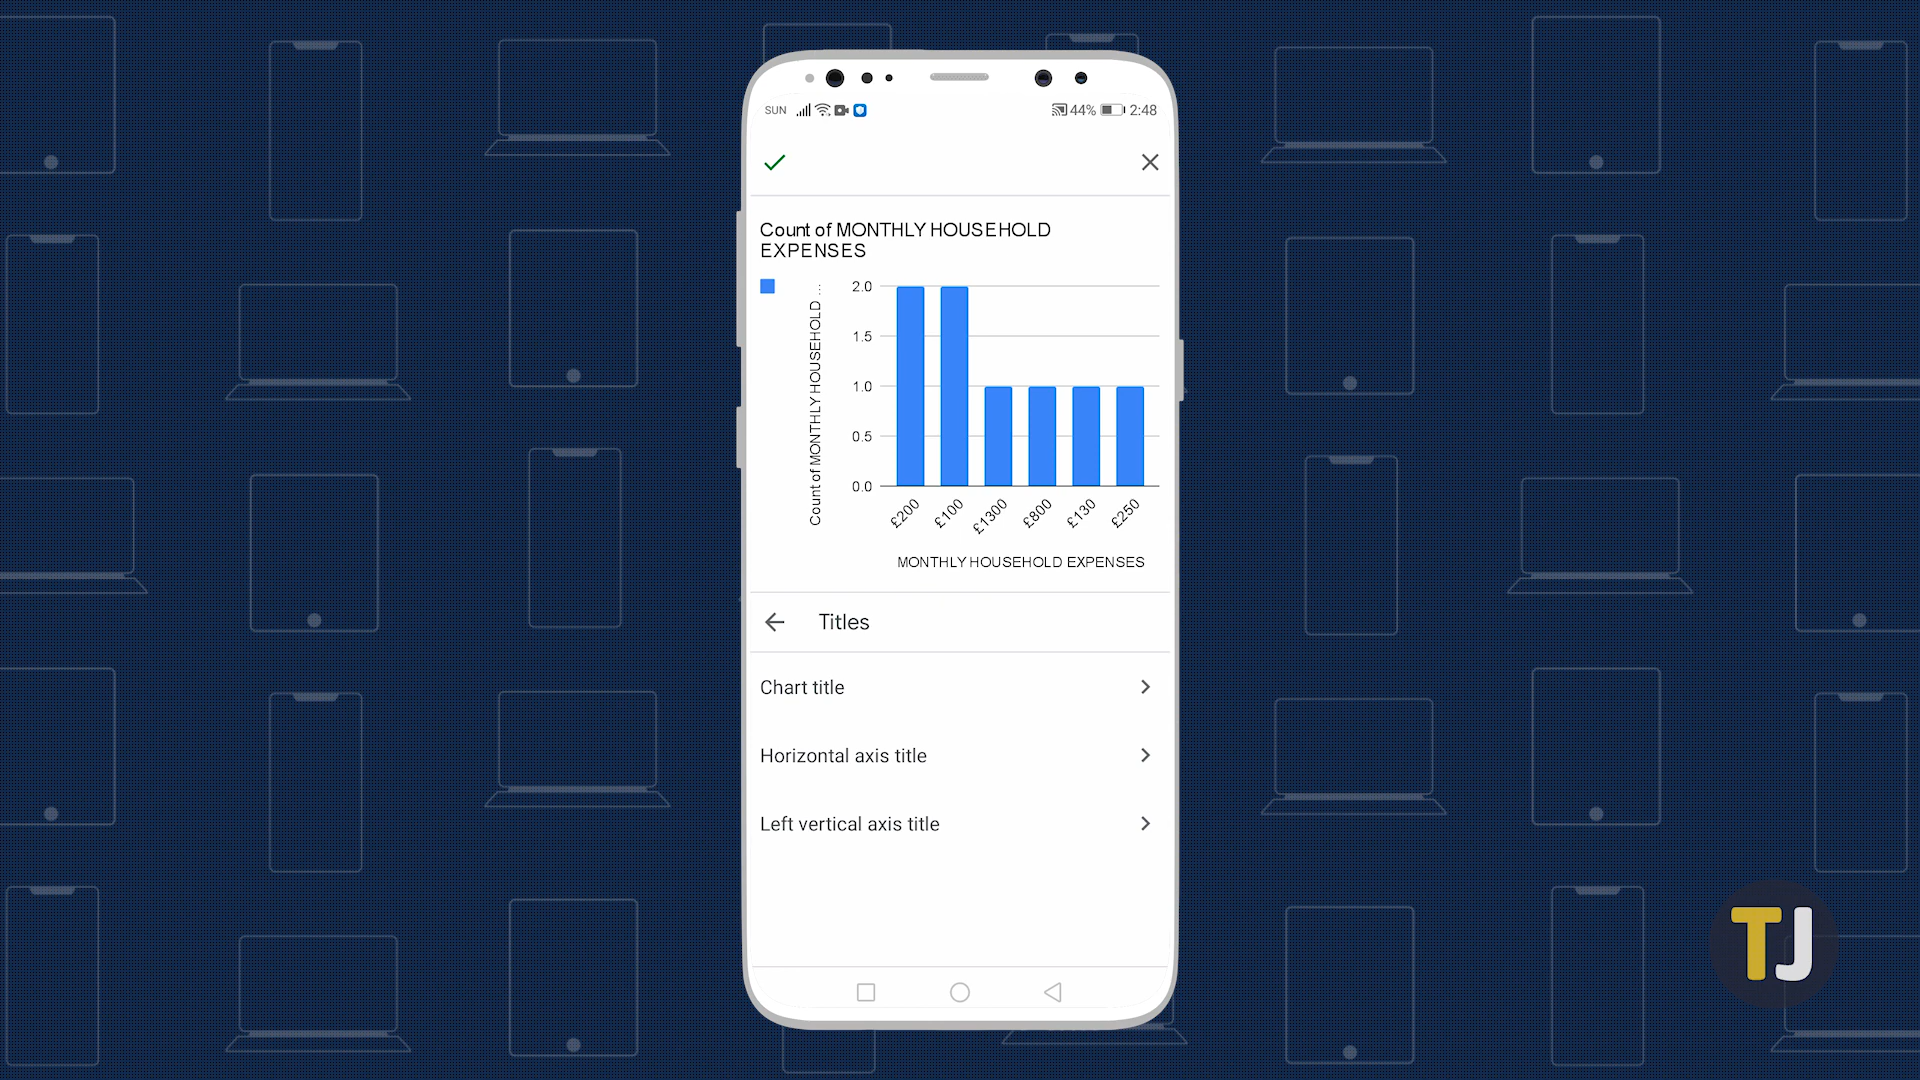 SUN
44% 2:48
Count of MONTHLY HOUSEHOLD
EXPENSES
Count of MONTHLY HOUSEHOLD ...
2.0
1.5
1.0
0.5
0.0
£200 £100 £1300 £800 £130 £250
MONTHLY HOUSEHOLD EXPENSES
Titles
Chart title
Horizontal axis title
Left vertical axis title
TJ